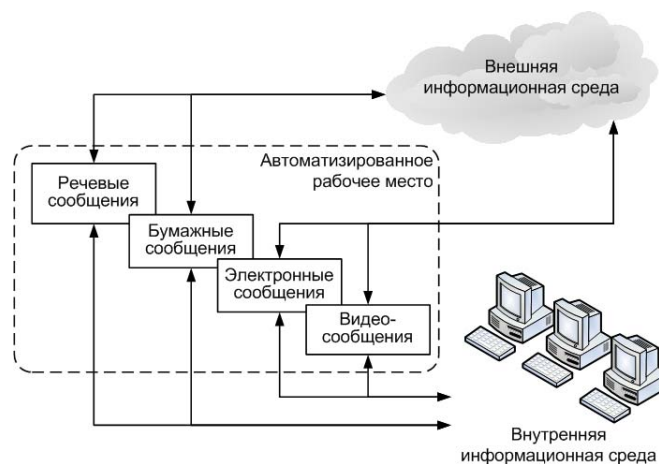 Внешняя
информационная среда
Автоматизированное
рабочее место
Речевые
сообщения
Бумажные
сообщения
Электронные
сообщения
Видео-
сообщения
Внутренняя
информационная среда